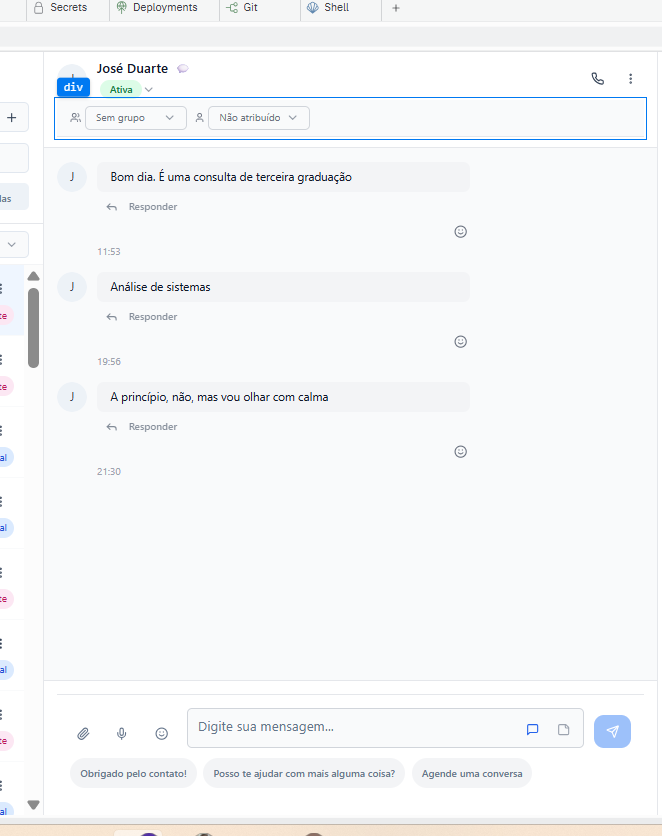 Secrets
Deployments
Git
Shell
José Duarte
div
Ativa
Sem grupo
Não atribuído
J
Bom dia. É uma consulta de terceira graduação
Responder
11:53
J
Análise de sistemas
Responder
19:56
J
A princípio, não, mas vou olhar com calma
Responder
21:30
Digite sua mensagem...
Obrigado pelo contato!
Posso te ajudar com mais alguma coisa?
Agende uma conversa